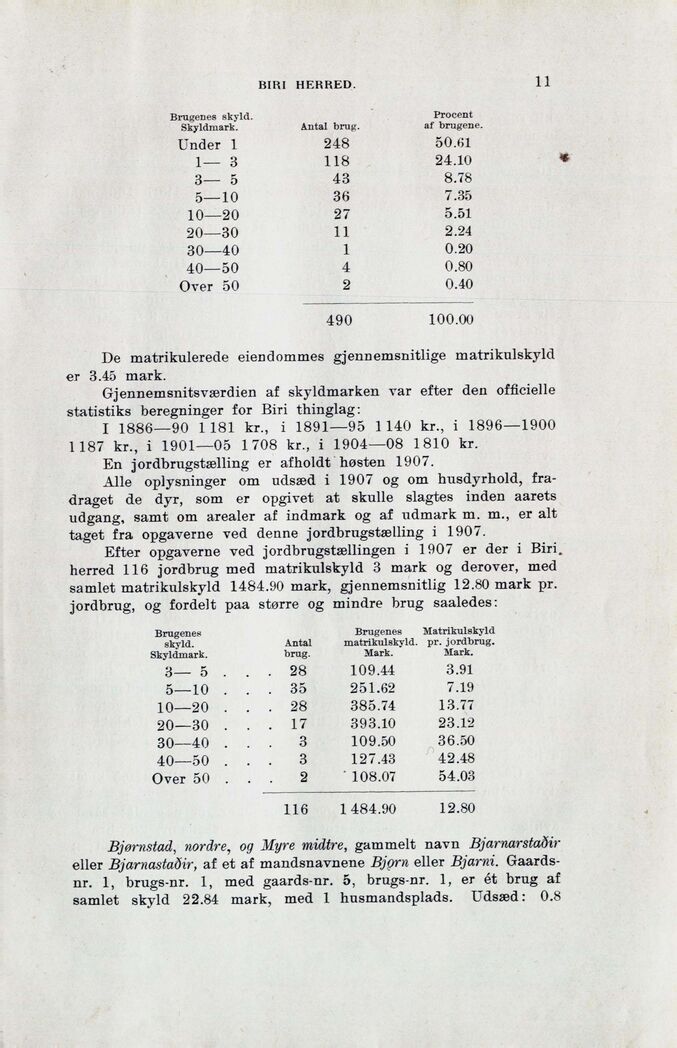 BIRI HERRED. 11
Brugenes skyld. Procent
Skyldmark. Antal brug. af brugene.
Under 1 248 50.61
1— 3 118 24.10
3— 5 43 8.78
5—10 36 7.35
10—20 27 5.51
20—30 11 2.24
30—40 1 0.20
40—50 4 0.80
Over 50 2 0.40
490 100.00
De matrikulerede eiendommes gjennemsnitlige matrikulskyld
er 3.45 mark.
Gjennemsnitsværdien af skyldmarken var efter den officielle
statistiks beregninger for Biri thinglag:
I 1886—90 1 181 kr., i 1891—95 1 140 kr., i 1896—1900
1 187 kr., i 1901—05 1 708 kr., i 1904—08 1 810 kr.
En jordbrugstælling er afholdt høsten 1907.
Alle oplysninger om udsæd i 1907 og om husdyrhold, fra-
draget de dyr, som er opgivet at skulle slagtes inden aarets
udgang, samt om arealer af indmark og af udmark m. m., er alt
taget fra opgaverne ved denne jordbrugstælling i 1907.
Efter opgaverne ved jordbrugstællingen i 1907 er der i Biri
herred 116 jordbrug med matrikulskyld 3 mark og derover, med
samlet matrikulskyld 1484.90 mark, gjennemsnitlig 12.80 mark pr.
jordbrug, og fordelt paa større og mindre brug saaledes:
Brugenes Brugenes Matrikulskyld
skyld. Antal matrikulskyld. pr. jordbrug.
Skyldmark. brug. Mark. Mark.
3— 5 . . . 28 109.44 3.91
5—10 . . . 35 251.62 7.19
10—20 . . . 28 385.74 13.77
20—30 . . . 17 393.10 23.12
30—40 . . . 3 109.50 36.50
40—50 . . . 3 127.43 42.48
Over 50 . . . 2 108.07 54.03
116 1 484.90 12.80
Bjørnstad, nordre, og Myre midtre, gammelt navn Bjarnarstaðir
eller Bjarnastaðir, af et af mandsnavnene Bjǫrn eller Bjarni. Gaards-
nr. 1, brugs-nr. 1, med gaards-nr. 5, brugs-nr. 1, er ét brug af
samlet skyld 22.84 mark, med 1 husmandsplads. Udsæd: 0.8